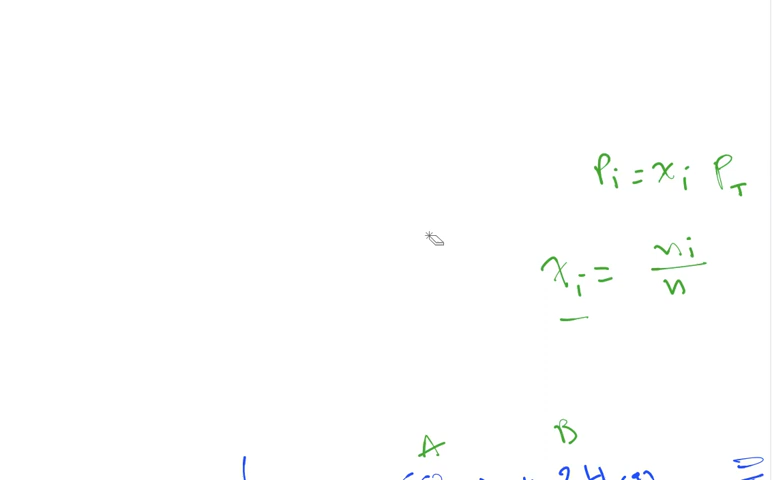 Pi = xi PT
xi = ni/n
A B